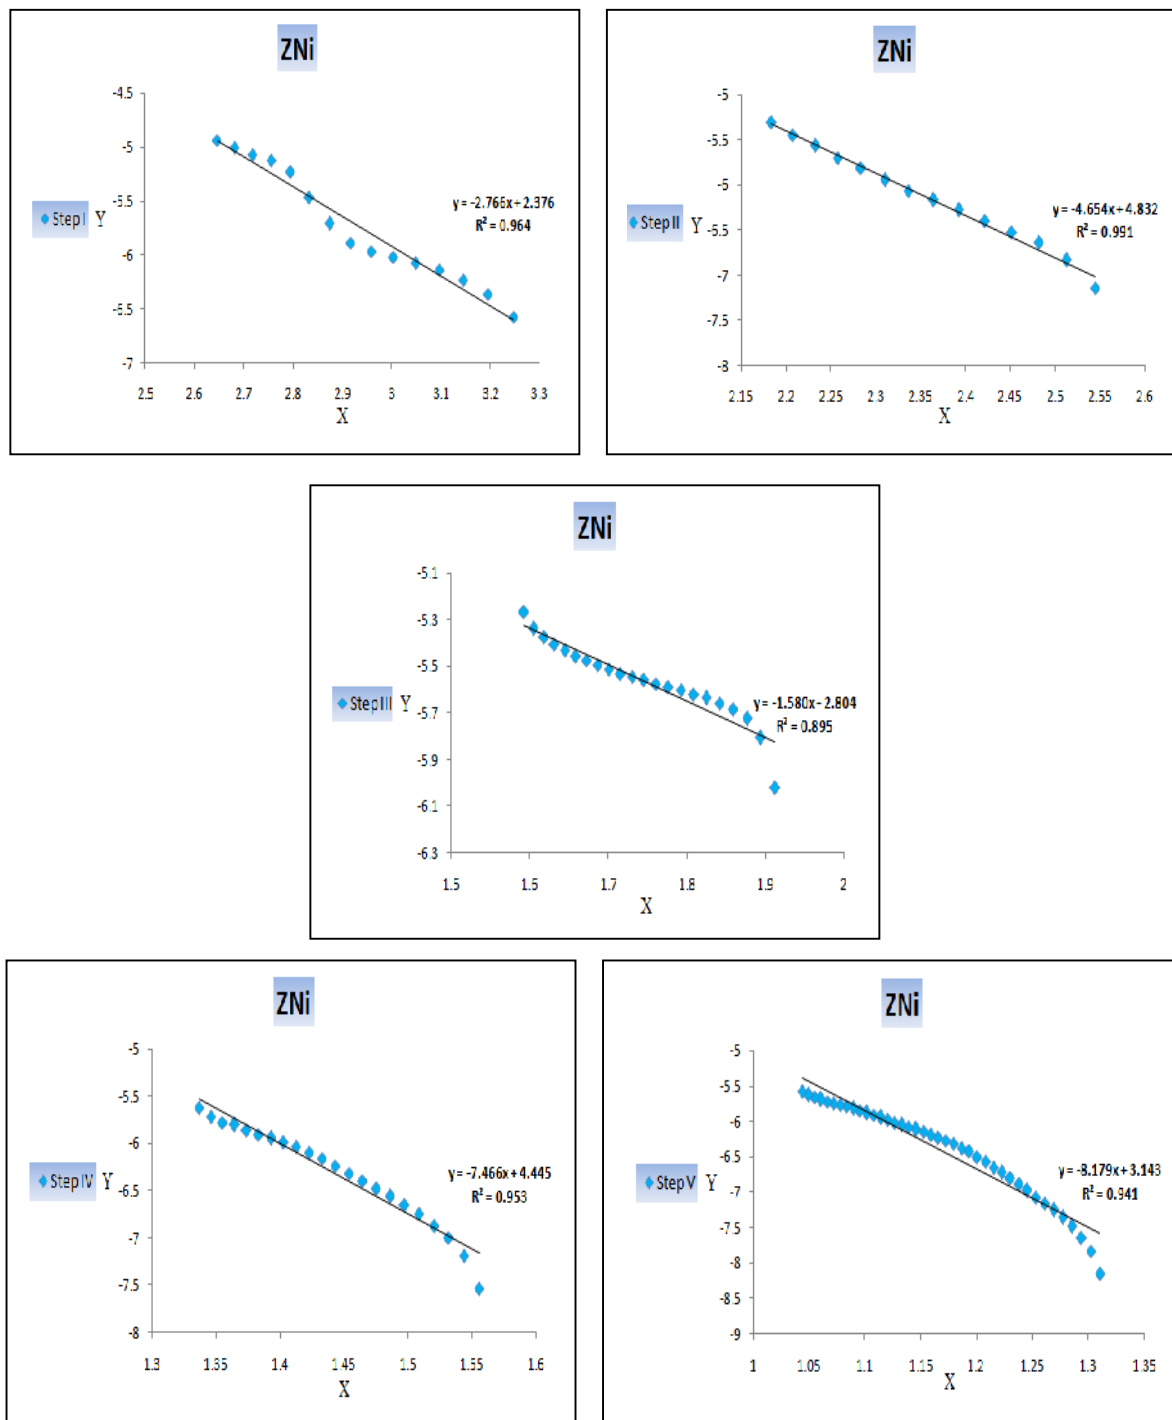 ZNi
-4.5
-5
-5.5
-6
-6.5
-7
2.5 2.6 2.7 2.8 2.9 3 3.1 3.2 3.3
X
Step I Y
y = -2.766x + 2.376
R² = 0.964
ZNi
-5
-5.5
-6
-6.5
-7
-7.5
-8
2.15 2.2 2.25 2.3 2.35 2.4 2.45 2.5 2.55 2.6
X
Step II Y
y = -4.654x + 4.832
R² = 0.991
ZNi
-5.1
-5.3
-5.5
-5.7
-5.9
-6.1
-6.3
1.5 1.6 1.7 1.8 1.9 2
X
Step III Y
y = -1.580x - 2.804
R² = 0.895
ZNi
-5
-5.5
-6
-6.5
-7
-7.5
-8
1.3 1.35 1.4 1.45 1.5 1.55 1.6
X
Step IV Y
y = -7.466x + 4.445
R² = 0.953
ZNi
-5
-5.5
-6
-6.5
-7
-7.5
-8
-8.5
-9
1 1.05 1.1 1.15 1.2 1.25 1.3 1.35
X
Step V Y
y = -8.179x + 3.143
R² = 0.941